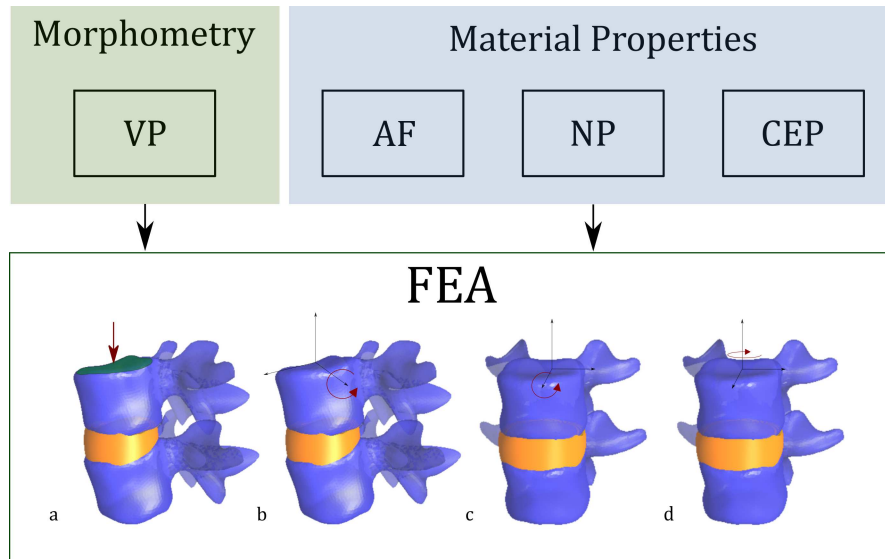 Morphometry
Material Properties
VP
AF
NP
CEP
FEA
a
b
c
d